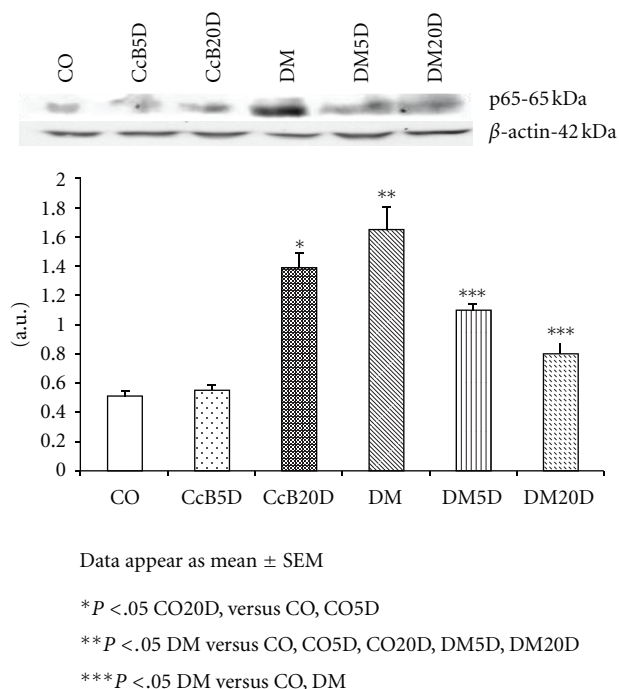 CO CcB5D CcB20D DM DM5D DM20D
p65-65 kDa
β-actin-42 kDa
2
1.8
1.6
1.4
1.2
1
0.8
0.6
0.4
0.2
0
(a.u.)
* ** *** ***
CO CcB5D CcB20D DM DM5D DM20D
Data appear as mean ± SEM
*P <.05 CO20D, versus CO, CO5D
**P <.05 DM versus CO, CO5D, CO20D, DM5D, DM20D
***P <.05 DM versus CO, DM